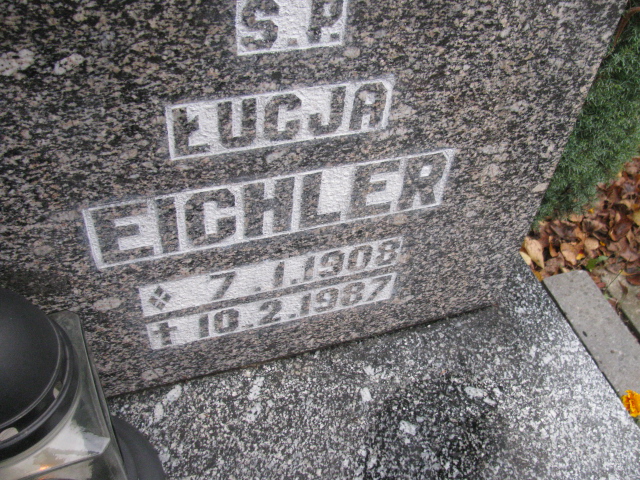 Ś.P.
ŁUCJA
EICHLER
7.1.1908
✝ 10.2.1987